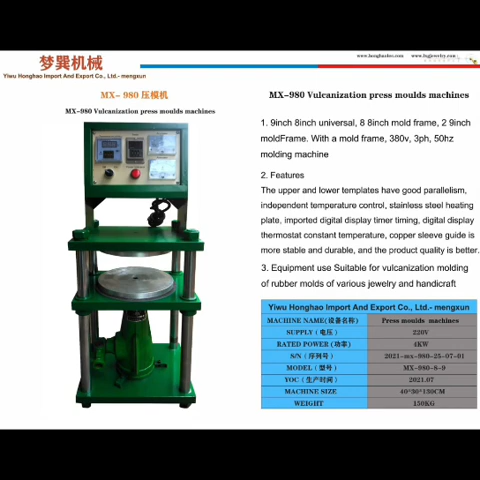 梦巽机械
Yiwu Honghao Import And Export Co., Ltd.- mengxun
MX- 980 压模机
MX-980 Vulcanization press moulds machines
MX-980 Vulcanization press moulds machines
1. 9inch 8inch universal, 8 8inch mold frame, 2 9inch
moldFrame. With a mold frame, 380v, 3ph, 50hz
molding machine
2. Features
The upper and lower templates have good parallelism,
independent temperature control, stainless steel heating
plate, imported digital display timer timing, digital display
thermostat constant temperature, copper sleeve guide is
more stable and durable, and the product quality is better.
3. Equipment use Suitable for vulcanization molding
of rubber molds of various jewelry and handicraft
Yiwu Honghao Import And Export Co., Ltd.- mengxun
MACHINE NAME(设备名称) Press moulds machines
SUPPLY（电压） 220V
RATED POWER (功率) 4KW
S/N（序列号） 2021-mx-980-25-07-01
MODEL（型号） MX-980-8-9
YOC（生产时间） 2021.07
MACHINE SIZE 40*50*130CM
WEIGHT 150KG